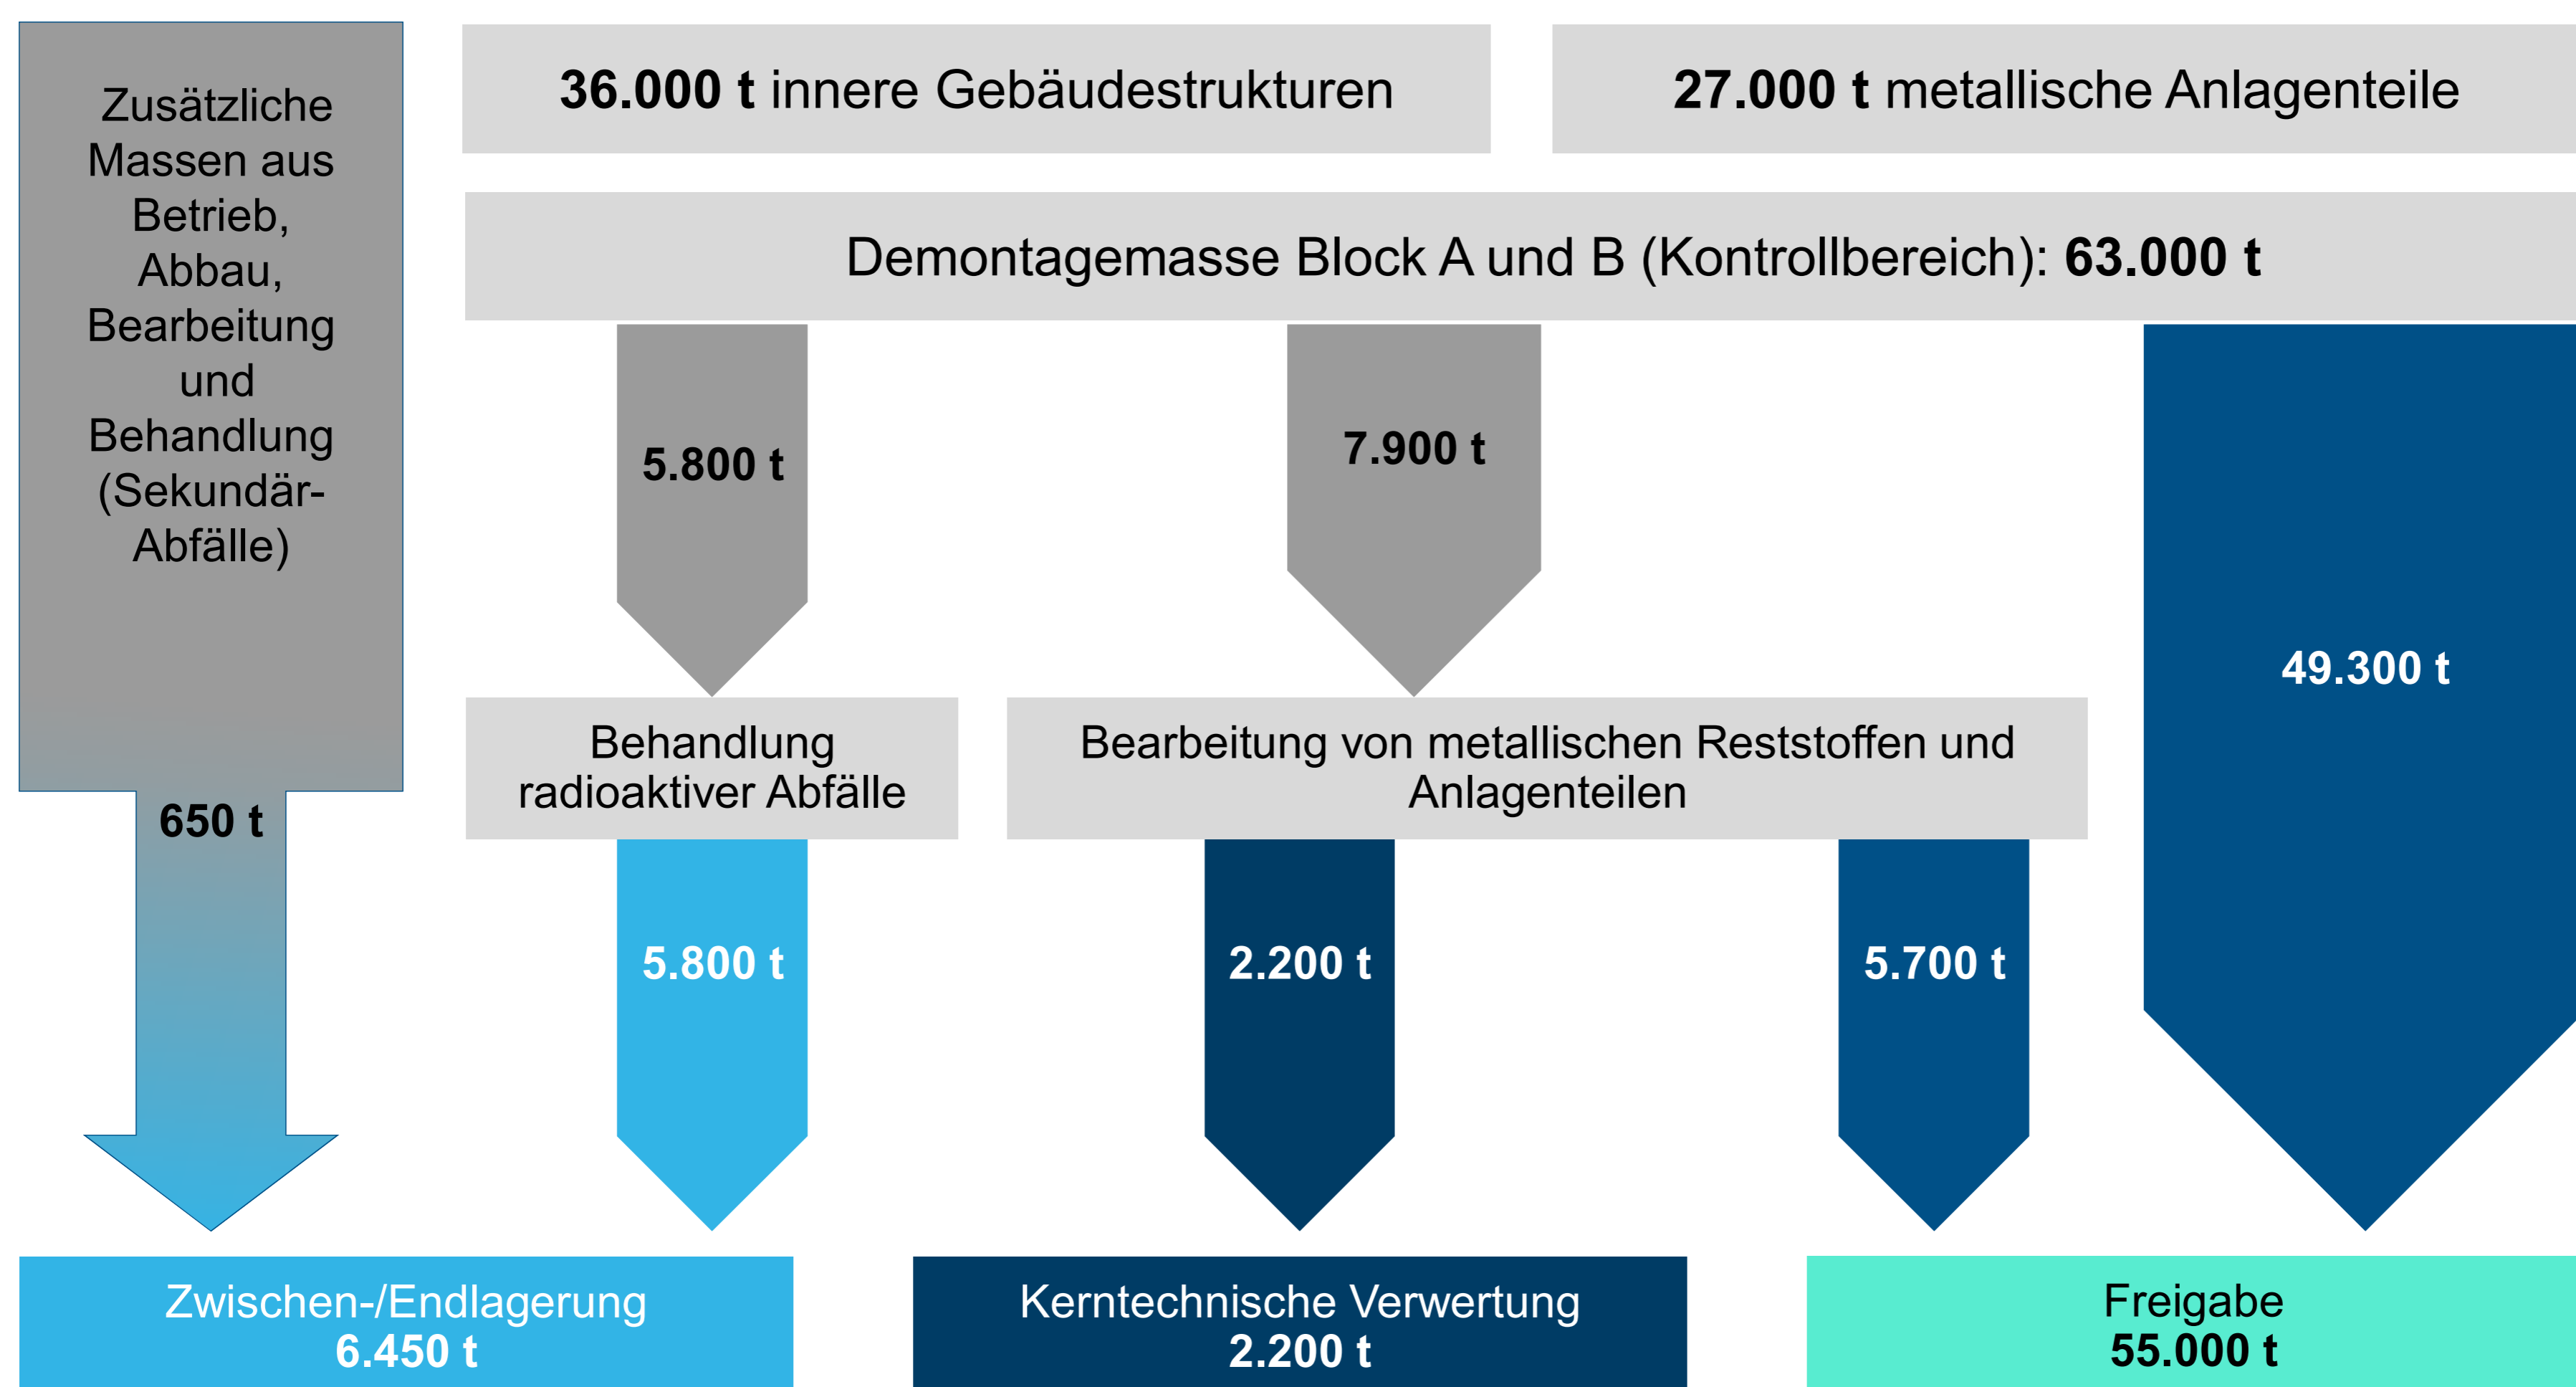 Zusätzliche
Massen aus
Betrieb,
Abbau,
Bearbeitung
und
Behandlung
(Sekundär-
Abfälle)
650 t
36.000 t innere Gebäudestrukturen
27.000 t metallische Anlagenteile
Demontagemasse Block A und B (Kontrollbereich): 63.000 t
5.800 t
7.900 t
49.300 t
Behandlung
radioaktiver Abfälle
Bearbeitung von metallischen Reststoffen und
Anlagenteilen
5.800 t
2.200 t
5.700 t
Zwischen-/Endlagerung
6.450 t
Kerntechnische Verwertung
2.200 t
Freigabe
55.000 t